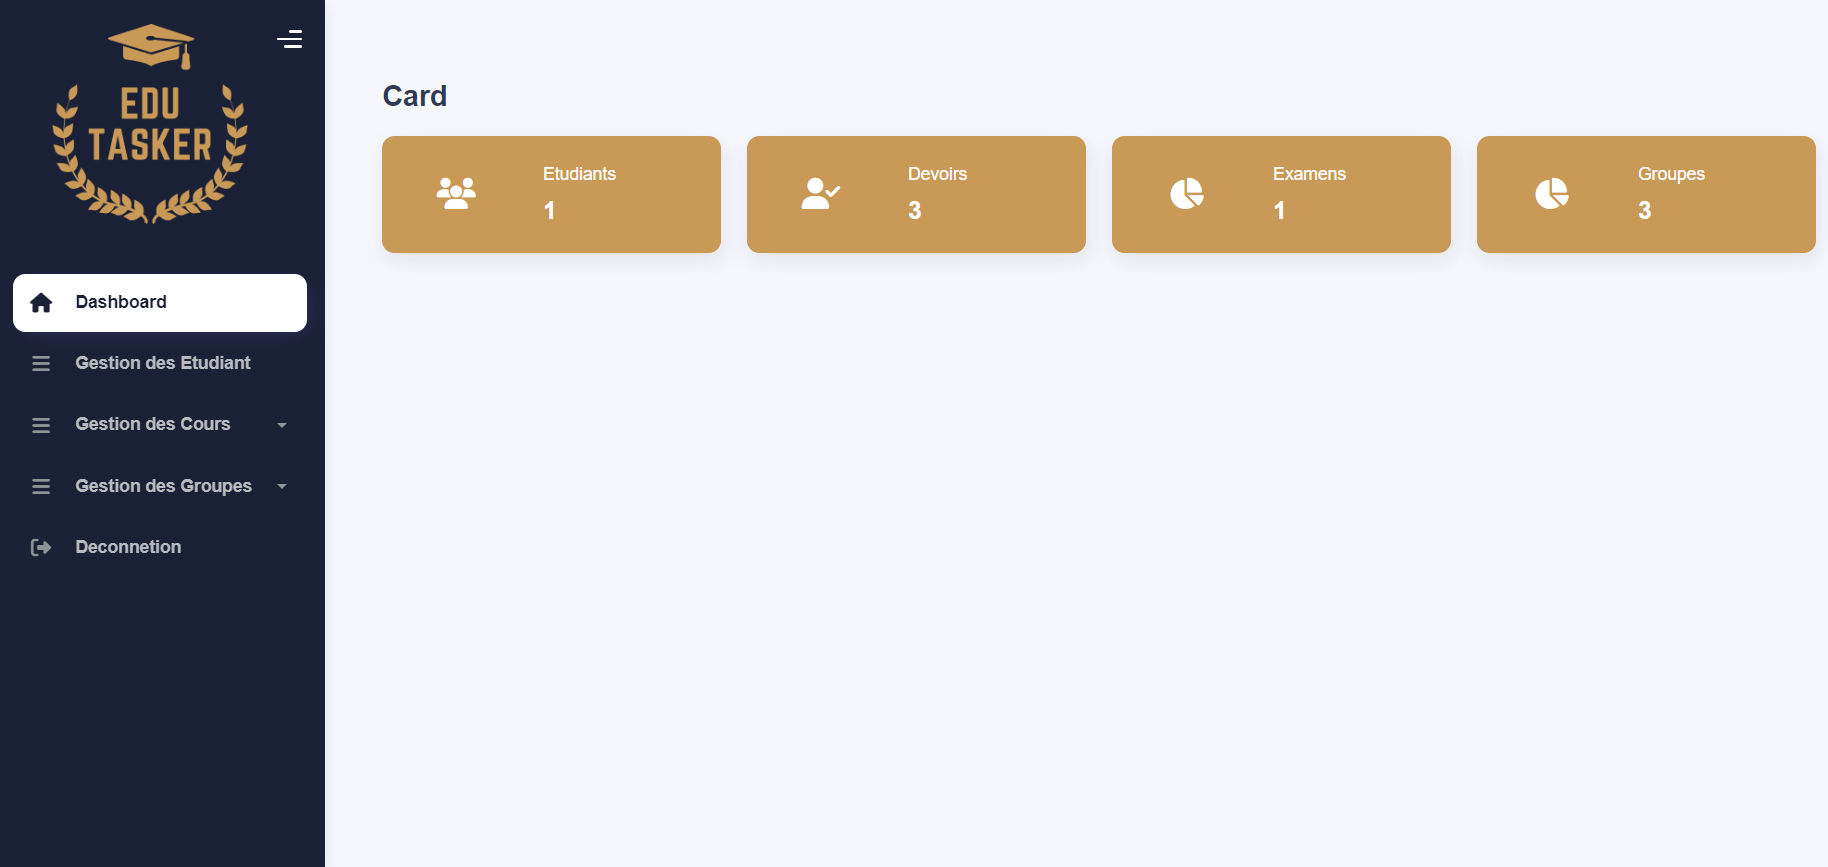 EDU
TASKER
Dashboard
Gestion des Etudiant
Gestion des Cours
Gestion des Groupes
Deconnetion
Card
Etudiants
1
Devoirs
3
Examens
1
Groupes
3